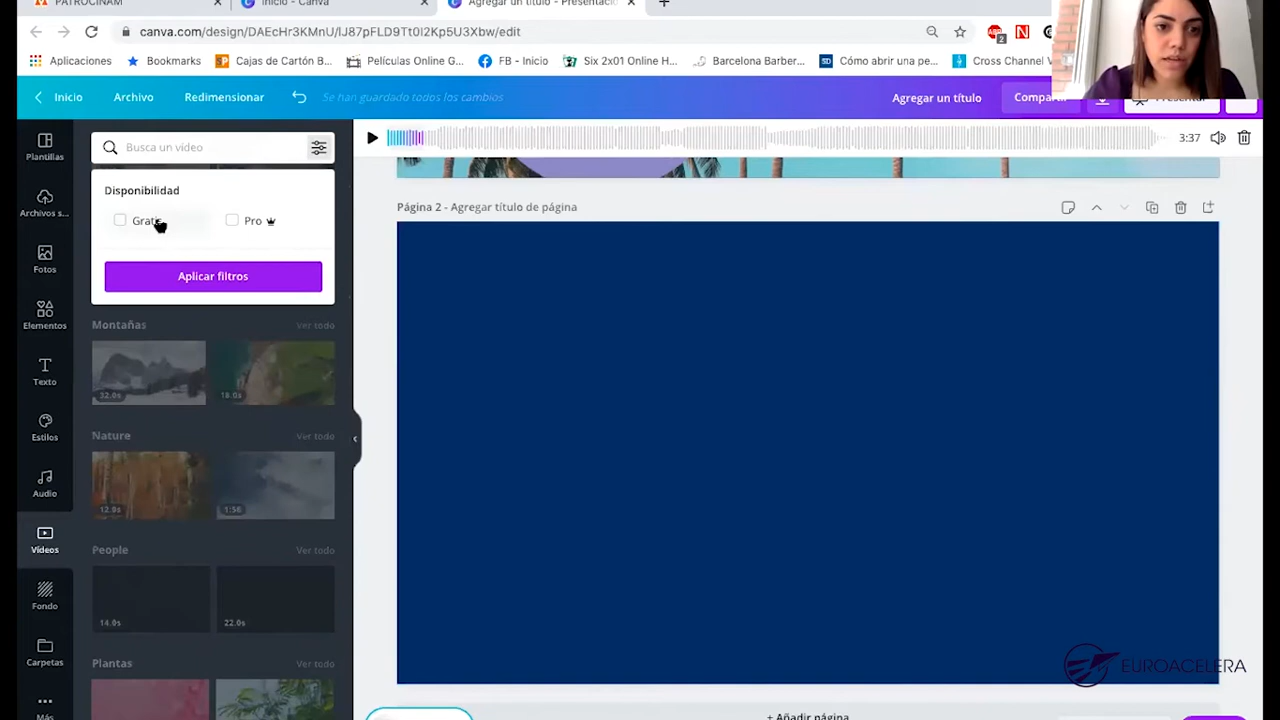 PATROCINAM
Inicio - Canva
Agregar un título - Presentació
canva.com/design/DAEcHr3KMnU/lJ87pFLD9Tt0I2Kp5U3Xbw/edit
2
Aplicaciones
Bookmarks
Cajas de Cartón B...
Películas Online G...
FB - Inicio
Six 2x01 Online H...
Barcelona Barber...
Cómo abrir una pe...
Cross Channel
Inicio
Archivo
Redimensionar
Se han guardado todos los cambios
Agregar un título
Plantillas
Archivos s...
Fotos
Elementos
Texto
Estilos
Audio
Vídeos
Fondo
Carpetas
Más
Busca un vídeo
Disponibilidad
Gratis
Pro
Aplicar filtros
Montañas
Ver todo
32.0s
18.0s
Nature
Ver todo
12.9s
1:56
People
Ver todo
14.0s
22.0s
Plantas
Ver todo
3:37
Página 2 - Agregar título de página
EUROACELERA
+ Añadir página